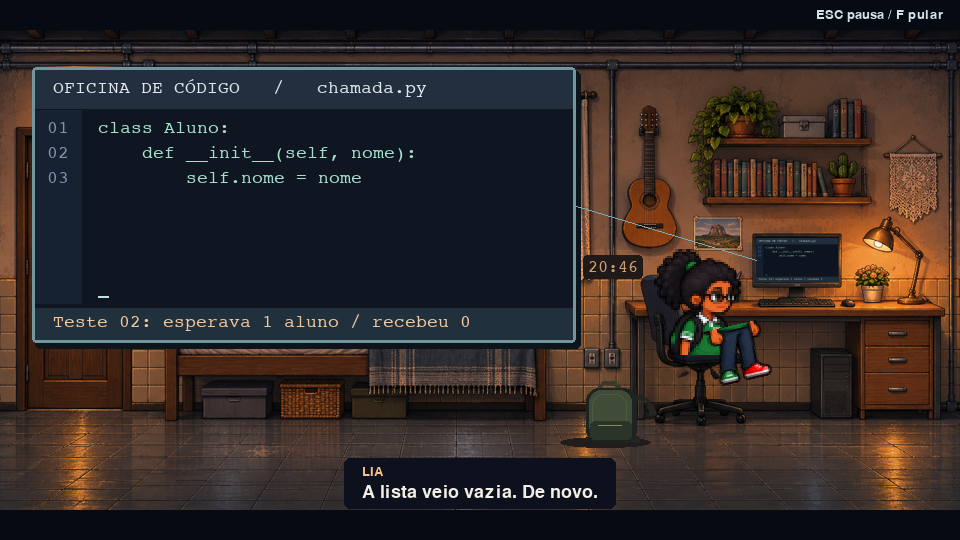 ESC pausa / F pular
OFICINA DE CÓDIGO / chamada.py
01 class Aluno:
02 def __init__(self, nome):
03 self.nome = nome
Teste 02: esperava 1 aluno / recebeu 0
20:46
LIA
A lista veio vazia. De novo.